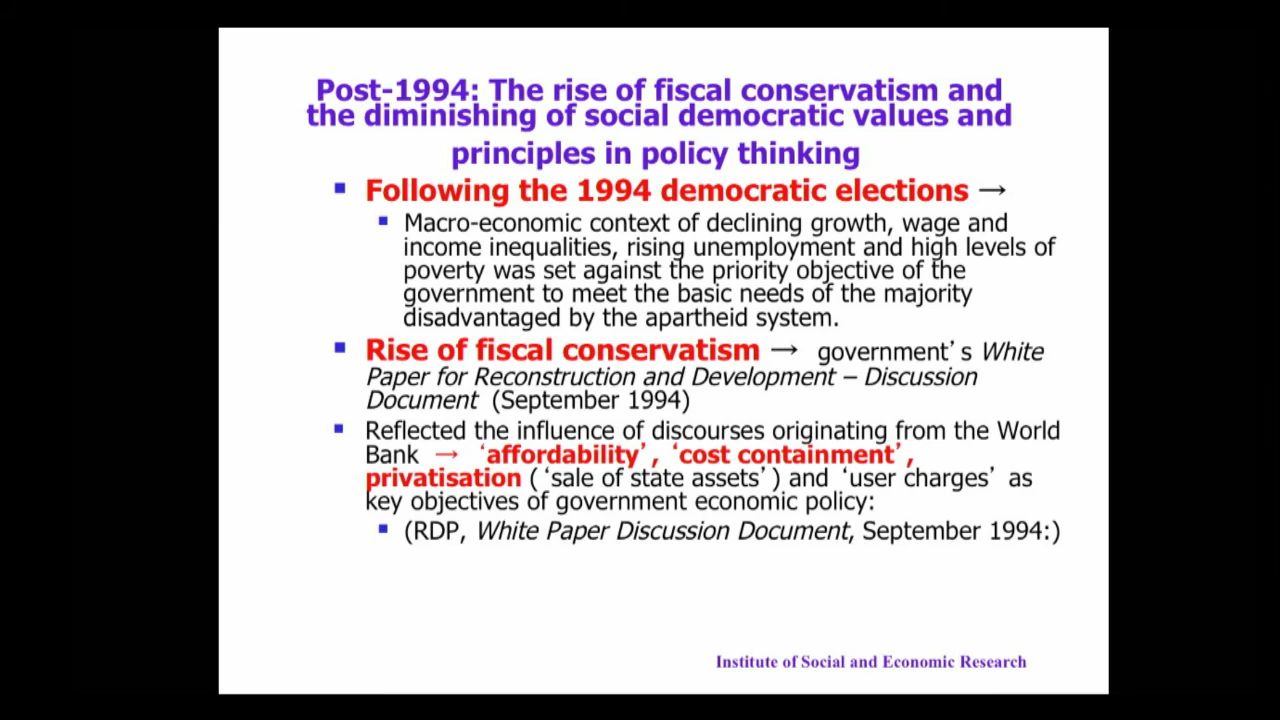 Post-1994: The rise of fiscal conservatism and
the diminishing of social democratic values and
principles in policy thinking
Following the 1994 democratic elections →
Macro-economic context of declining growth, wage and
income inequalities, rising unemployment and high levels of
poverty was set against the priority objective of the
government to meet the basic needs of the majority
disadvantaged by the apartheid system.
Rise of fiscal conservatism → government’s White
Paper for Reconstruction and Development – Discussion
Document (September 1994)
Reflected the influence of discourses originating from the World
Bank → ‘affordability’, ‘cost containment’,
privatisation (‘sale of state assets’) and ‘user charges’ as
key objectives of government economic policy:
(RDP, White Paper Discussion Document, September 1994:)
Institute of Social and Economic Research